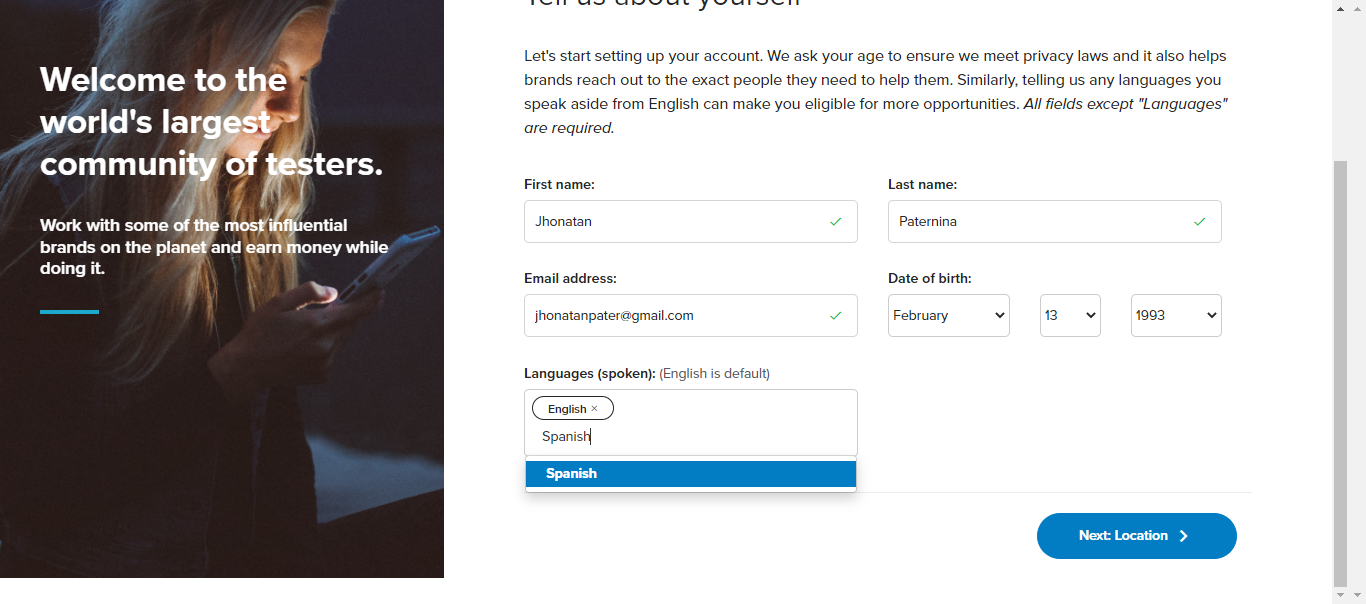 Tell us about yourself
Welcome to the
world's largest
community of testers.
Work with some of the most influential
brands on the planet and earn money while
doing it.
Let's start setting up your account. We ask your age to ensure we meet privacy laws and it also helps
brands reach out to the exact people they need to help them. Similarly, telling us any languages you
speak aside from English can make you eligible for more opportunities. All fields except "Languages"
are required.
First name:
Last name:
Jhonatan
Paternina
Email address:
Date of birth:
jhonatanpater@gmail.com
February
13
1993
Languages (spoken): (English is default)
English ×
Spanish
Spanish
Next: Location